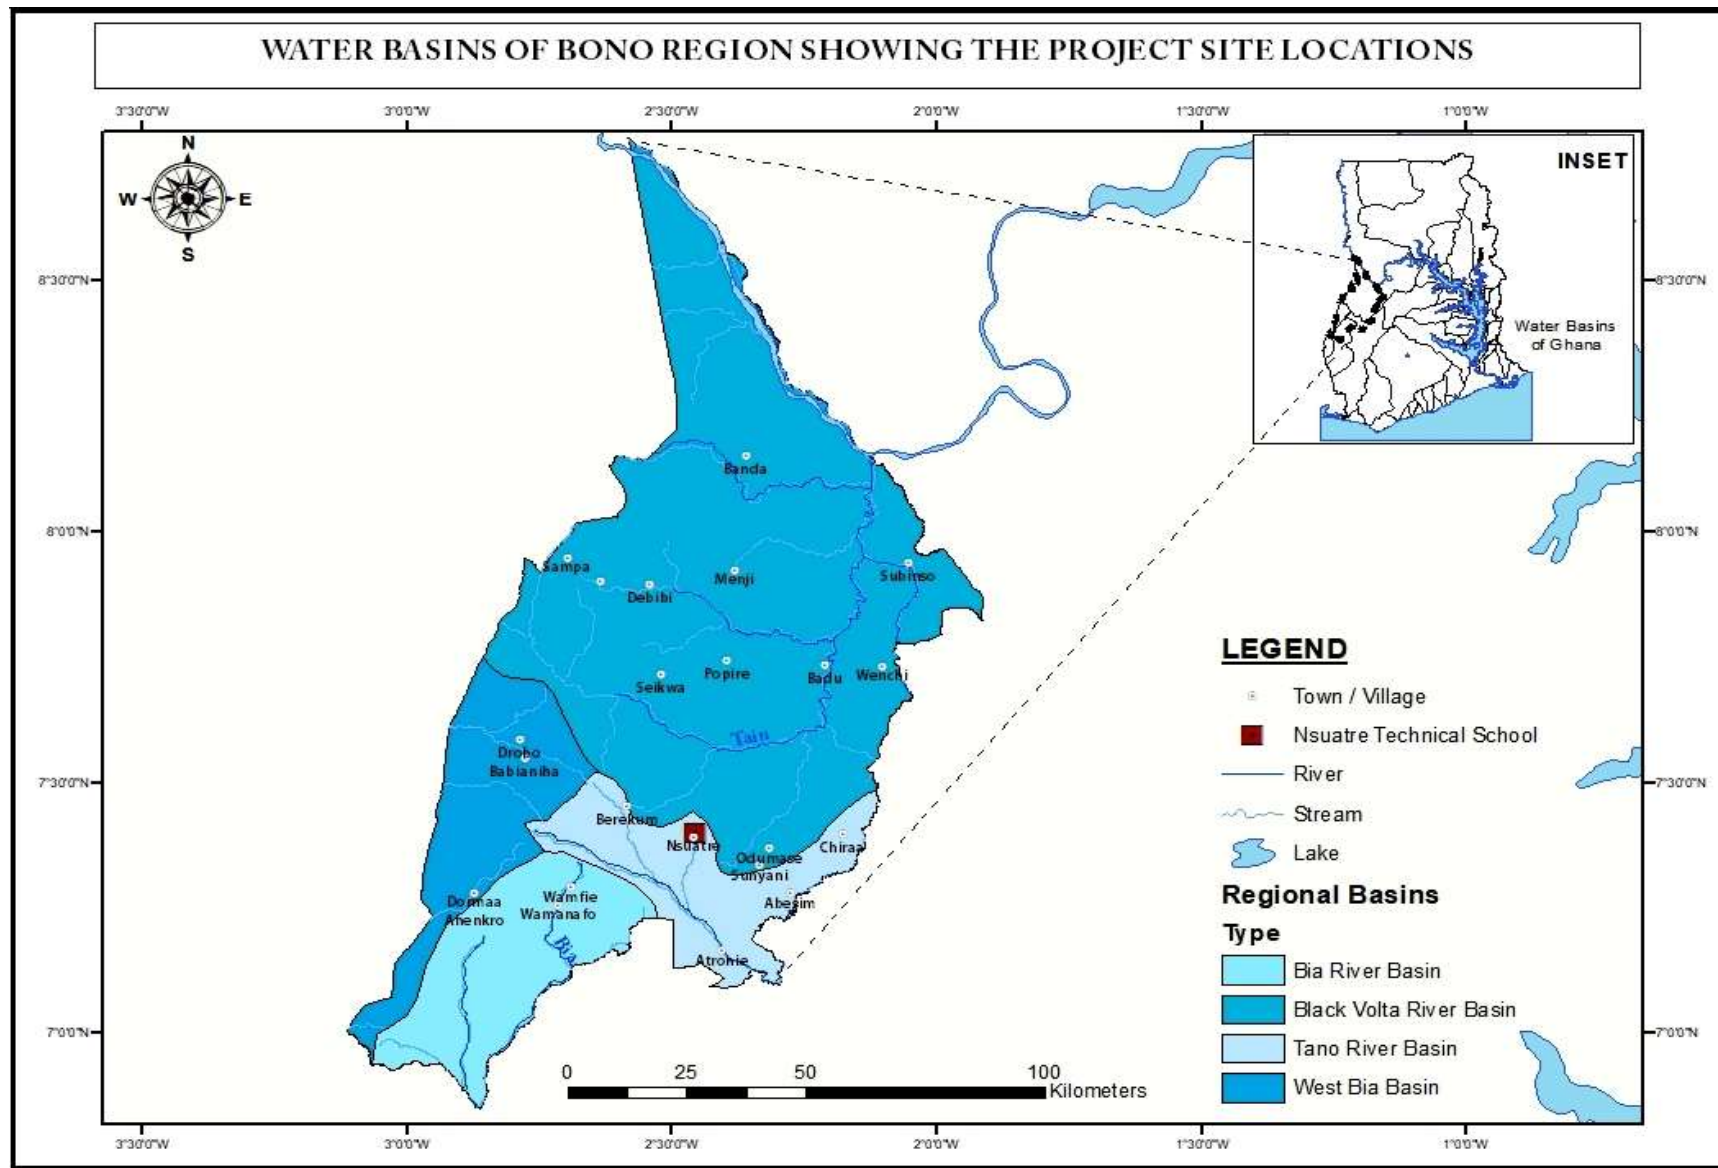 WATER BASINS OF BONO REGION SHOWING THE PROJECT SITE LOCATIONS
3°30'0"W 3°0'0"W 2°30'0"W 2°0'0"W 1°30'0"W 1°0'0"W
N
W E
S
INSET
Water Basins
of Ghana
8°30'0"N 8°30'0"N
Banda
8°0'0"N 8°0'0"N
Sampa
Menji
Subinso
Debibi
Popire
Seikwa
Badu
Wenchi
Tain
Drobo
Babianiha
7°30'0"N 7°30'0"N
Berekum
Nsuatre
Chiraa
Odumase
Sunyani
Wamfie
Dormaa
Ahenkro
Wamanafo
Abesim
Bia
Atrohie
7°0'0"N 7°0'0"N
LEGEND
Town / Village
Nsuatre Technical School
River
Stream
Lake
Regional Basins
Type
Bia River Basin
Black Volta River Basin
Tano River Basin
West Bia Basin
0 25 50 100
Kilometers
3°30'0"W 3°0'0"W 2°30'0"W 2°0'0"W 1°30'0"W 1°0'0"W